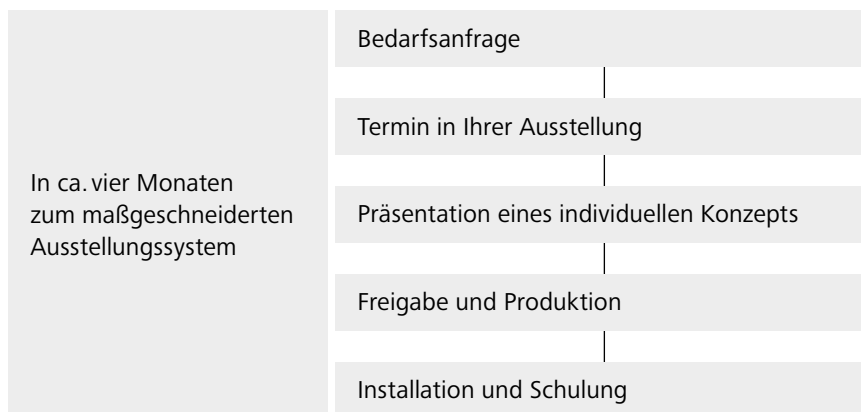 In ca. vier Monaten
zum maßgeschneiderten
Ausstellungssystem
Bedarfsanfrage
Termin in Ihrer Ausstellung
Präsentation eines individuellen Konzepts
Freigabe und Produktion
Installation und Schulung